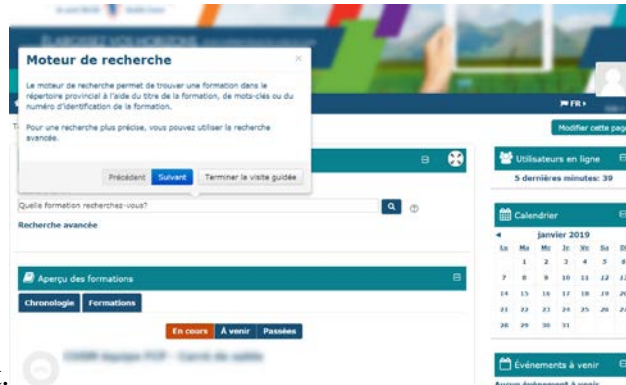 Moteur de recherche
Le moteur de recherche permet de trouver une formation dans le
répertoire provincial à l'aide du titre de la formation, de mots-clés ou du
numéro d'identification de la formation.
Pour une recherche plus précise, vous pouvez utiliser la recherche
avancée.
Précédent Suivant Terminer la visite guidée
FR
Modifier cette page
Quelle formation recherchez-vous?
Recherche avancée
Aperçu des formations
Chronologie Formations
En cours À venir Passées
Utilisateurs en ligne
5 dernières minutes: 39
Calendrier
janvier 2019
Lu Ma Me Je Ve Sa Di
1 2 3 4 5 6
7 8 9 10 11 12 13
14 15 16 17 18 19 20
21 22 23 24 25 26 27
28 29 30 31
Événements à venir
Aucun événement à venir